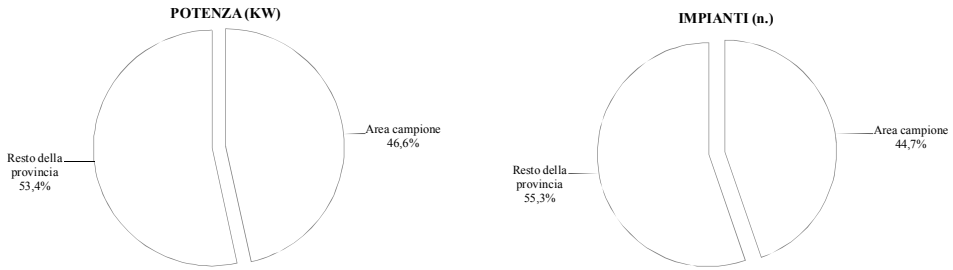 POTENZA (KW)
Area campione
46,6%
Resto della
provincia
53,4%
IMPIANTI (n.)
Area campione
44,7%
Resto della
provincia
55,3%